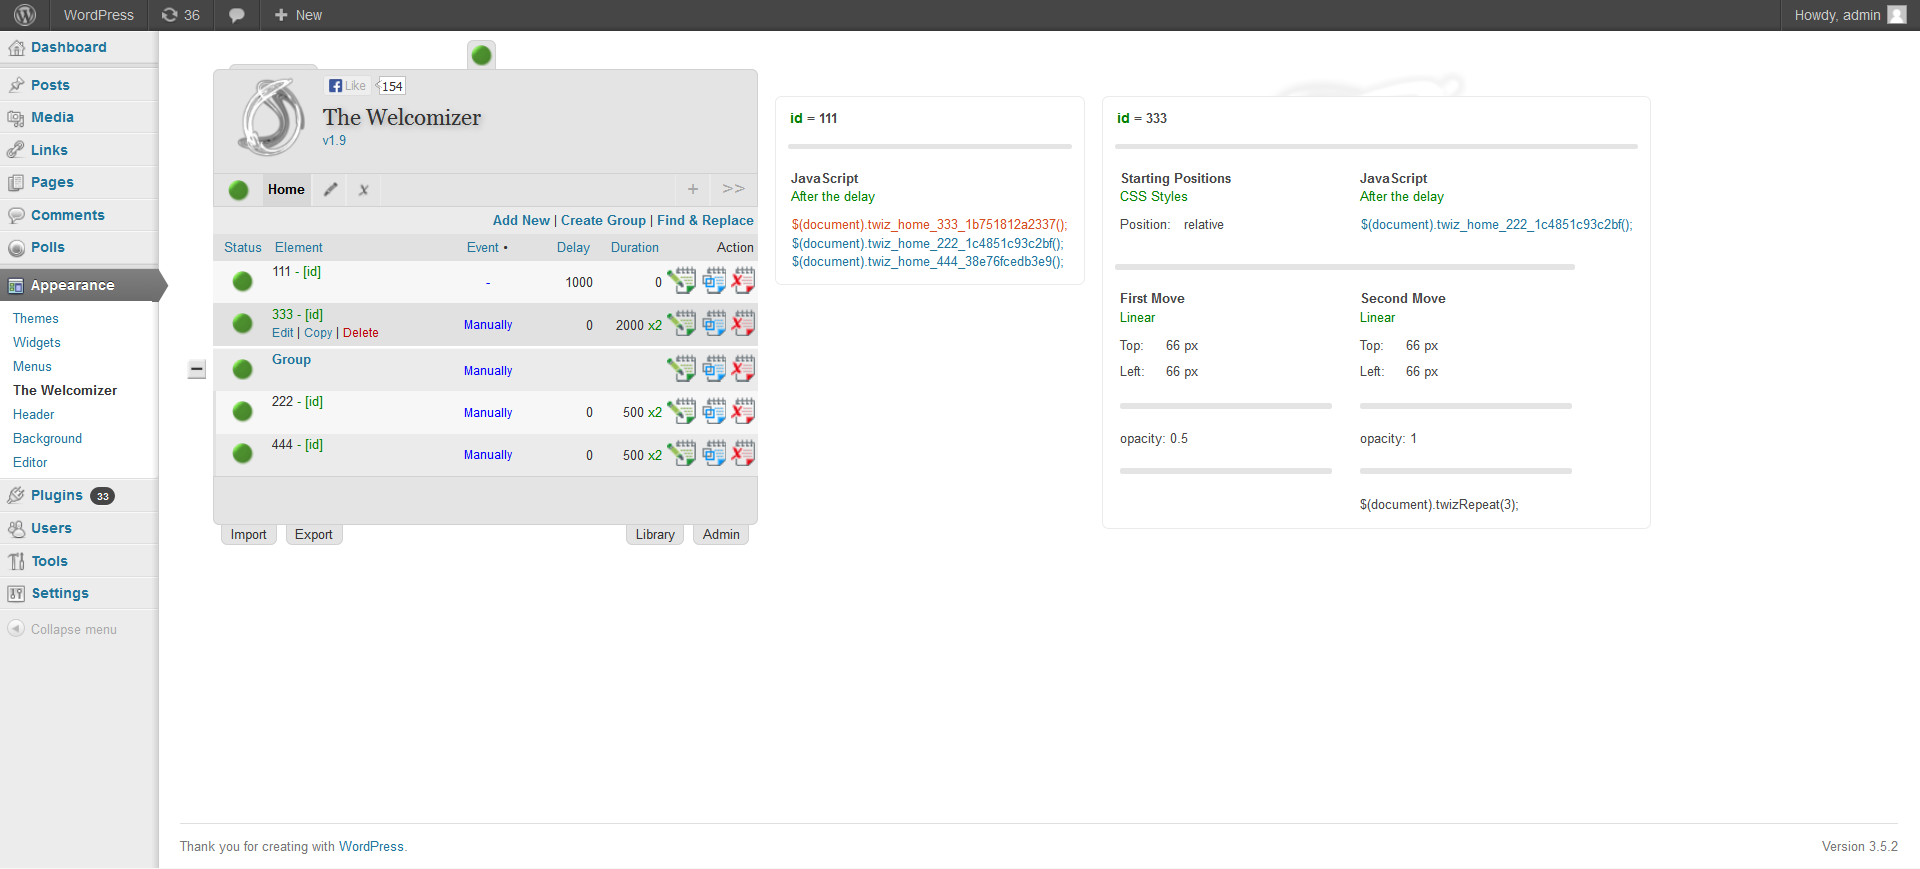 WordPress 36 + New Howdy, admin
Dashboard
Posts
Media
Links
Pages
Comments
Polls
Appearance
Themes
Widgets
Menus
The Welcomizer
Header
Background
Editor
Plugins 33
Users
Tools
Settings
Collapse menu
Like 154
The Welcomizer
v1.9
Home x + >>
Add New | Create Group | Find & Replace
Status Element Event • Delay Duration Action
111 - [id] - 1000 0
333 - [id] Manually 0 2000 x2
Edit | Copy | Delete
Group Manually
222 - [id] Manually 0 500 x2
444 - [id] Manually 0 500 x2
Import Export Library Admin
id = 111
JavaScript
After the delay
$(document).twiz_home_333_1b751812a2337();
$(document).twiz_home_222_1c4851c93c2bf();
$(document).twiz_home_444_38e76fcedb3e9();
id = 333
Starting Positions JavaScript
CSS Styles After the delay
Position: relative $(document).twiz_home_222_1c4851c93c2bf();
First Move Second Move
Linear Linear
Top: 66 px Top: 66 px
Left: 66 px Left: 66 px
opacity: 0.5 opacity: 1
$(document).twizRepeat(3);
Thank you for creating with WordPress. Version 3.5.2